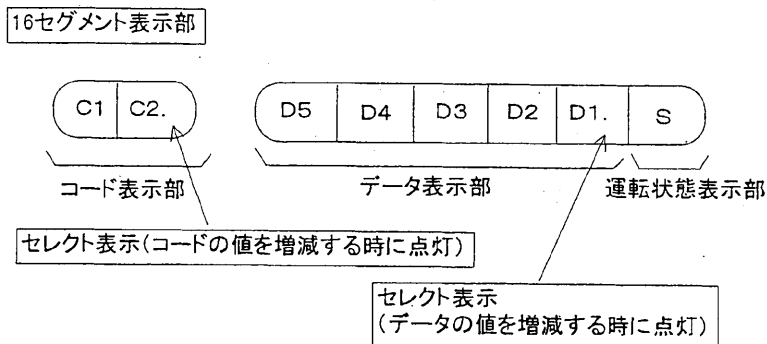 16セグメント表示部
C1 C2. D5 D4 D3 D2 D1. S
コード表示部 データ表示部 運転状態表示部
セレクト表示(コードの値を増減する時に点灯)
セレクト表示
(データの値を増減する時に点灯)